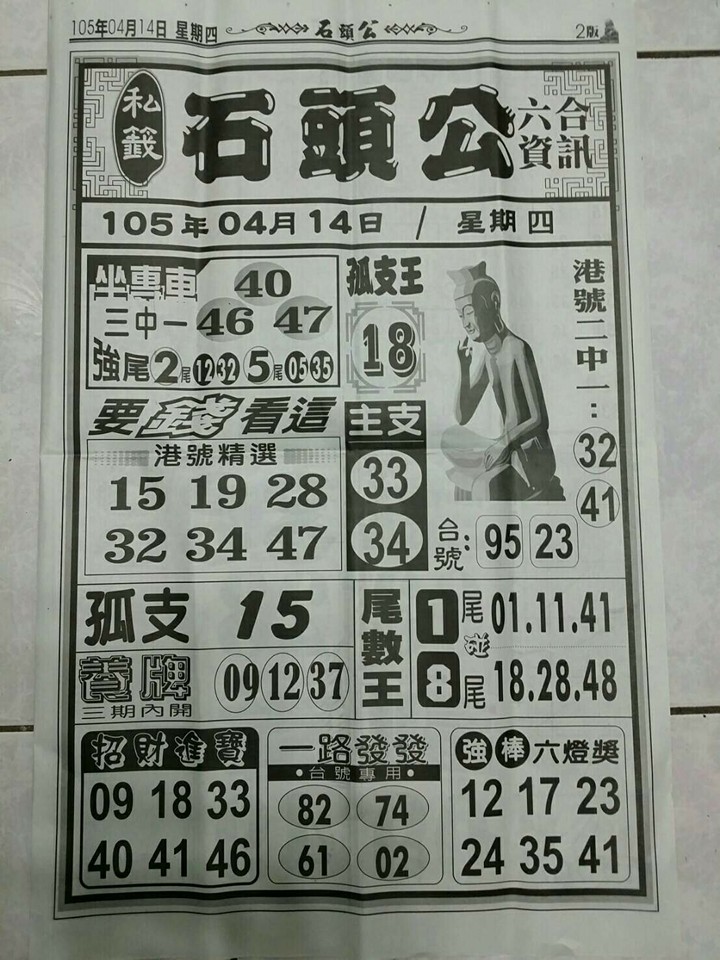 105年04月14日 星期四
石頭公
2版
私籤
石頭公
六合
資訊
105年04月14日 / 星期四
坐專車
三中一
40
46 47
強尾 2尾 12 32 5尾 05 35
孤支王
18
港號二中一：
32
41
要錢看這
港號精選
15 19 28
32 34 47
主支
33
34
台號：
95 23
孤支 15
養牌
三期內開
09 12 37
尾數王
1尾 01.11.41
碰
8尾 18.28.48
招財進寶
09 18 33
40 41 46
一路發發
•台號專用•
82 74
61 02
強棒六燈獎
12 17 23
24 35 41